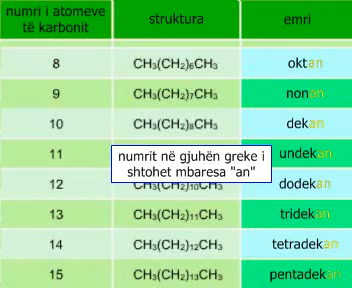 numri i atomeve të karbonit struktura emri
8 CH₃(CH₂)₆CH₃ oktan
9 CH₃(CH₂)₇CH₃ nonan
10 CH₃(CH₂)₈CH₃ dekan
11 undekan
numrit në gjuhën greke i
shtohet mbaresa "an"
12 CH₃(CH₂)₁₀CH₃ dodekan
13 CH₃(CH₂)₁₁CH₃ tridekan
14 CH₃(CH₂)₁₂CH₃ tetradekan
15 CH₃(CH₂)₁₃CH₃ pentadekan